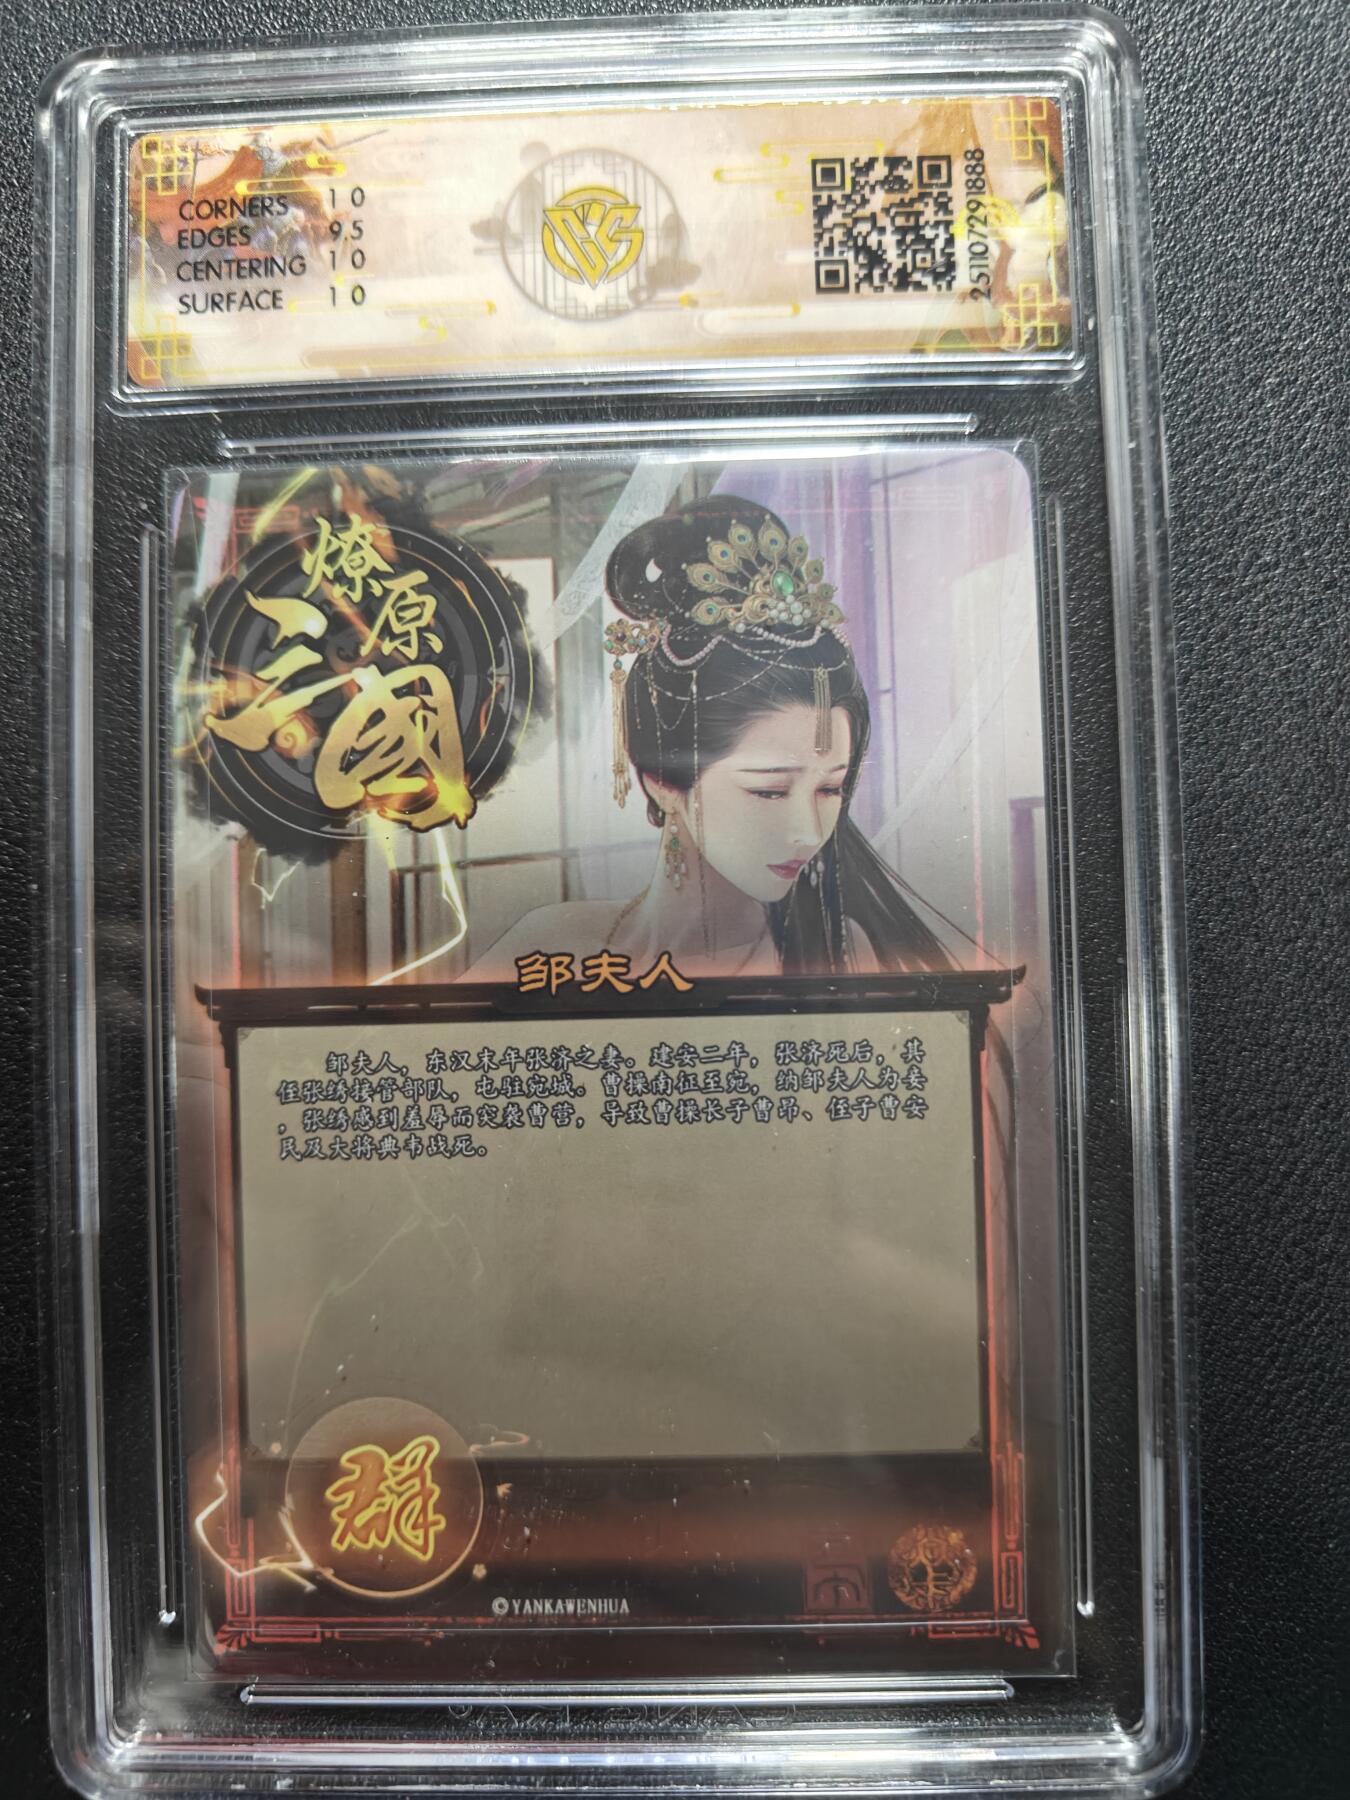 CORNERS 10
EDGES 9.5
CENTERING 10
SURFACE 10
251107291888
燎原
三國
邹夫人
邹夫人，东汉末年张济之妻。建安二年，张济死后，其
侄张绣接管部队，屯驻宛城。曹操南征至宛，纳邹夫人为妾
，张绣感到羞辱而突袭曹营，导致曹操长子曹昂、侄子曹安
民及大将典韦战死。
群
©YANKAWENHUA